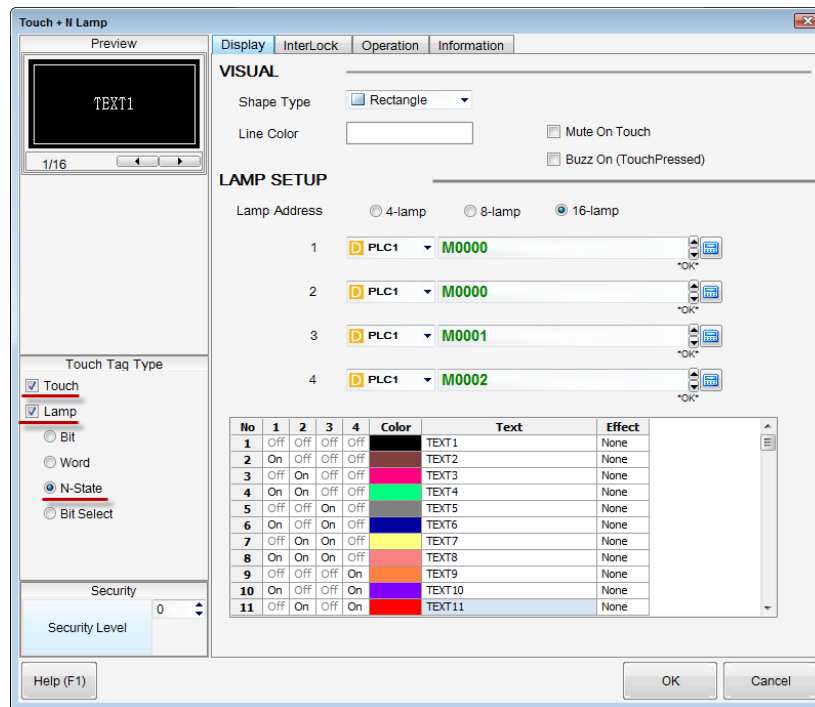 Touch + N Lamp
Preview
TEXT1
1/16
Touch Tag Type
Touch
Lamp
Bit
Word
N-State
Bit Select
Security
Security Level 0
Display InterLock Operation Information
VISUAL
Shape Type Rectangle
Line Color Mute On Touch
Buzz On (TouchPressed)
LAMP SETUP
Lamp Address 4-lamp 8-lamp 16-lamp
1 D PLC1 M0000
*OK*
2 D PLC1 M0000
*OK*
3 D PLC1 M0001
*OK*
4 D PLC1 M0002
*OK*
No 1 2 3 4 Color Text Effect
1 Off Off Off Off TEXT1 None
2 On Off Off Off TEXT2 None
3 Off On Off Off TEXT3 None
4 On On Off Off TEXT4 None
5 Off Off On Off TEXT5 None
6 On Off On Off TEXT6 None
7 Off On On Off TEXT7 None
8 On On On Off TEXT8 None
9 Off Off Off On TEXT9 None
10 On Off Off On TEXT10 None
11 Off On Off On TEXT11 None
Help (F1) OK Cancel